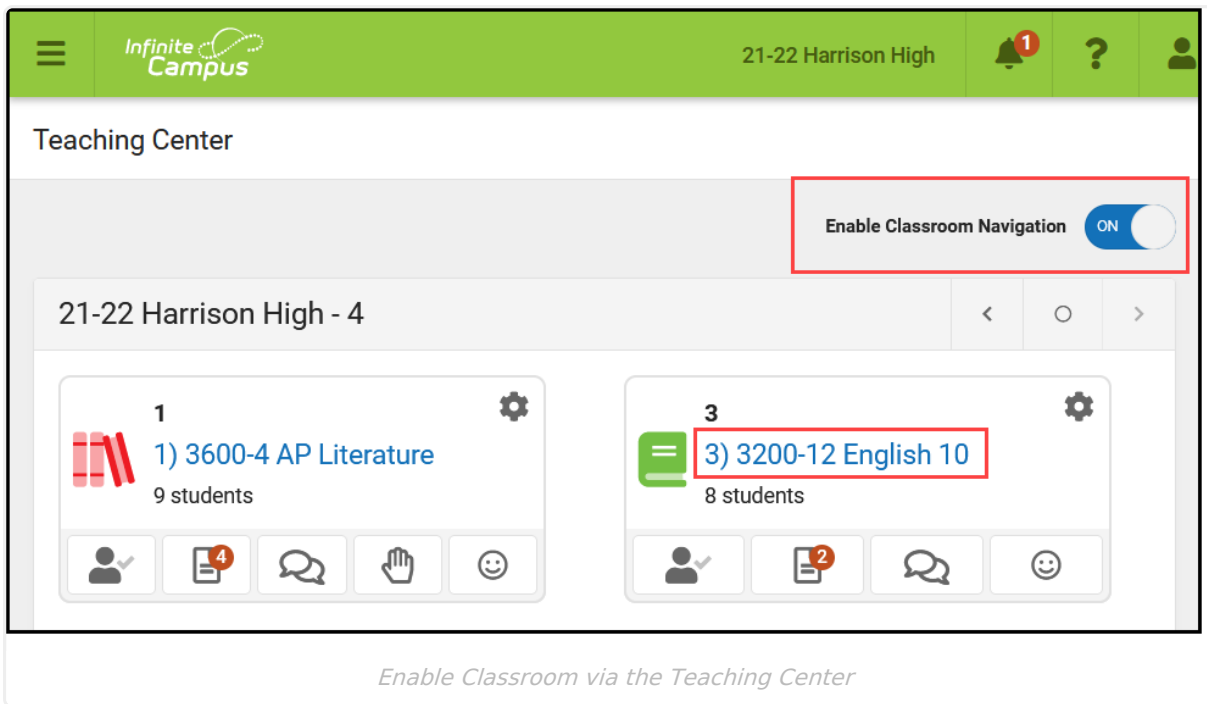 Infinite
Campus
21-22 Harrison High
1
?
Teaching Center
Enable Classroom Navigation
ON
21-22 Harrison High - 4
1
1) 3600-4 AP Literature
9 students
4
3
3) 3200-12 English 10
8 students
2
Enable Classroom via the Teaching Center